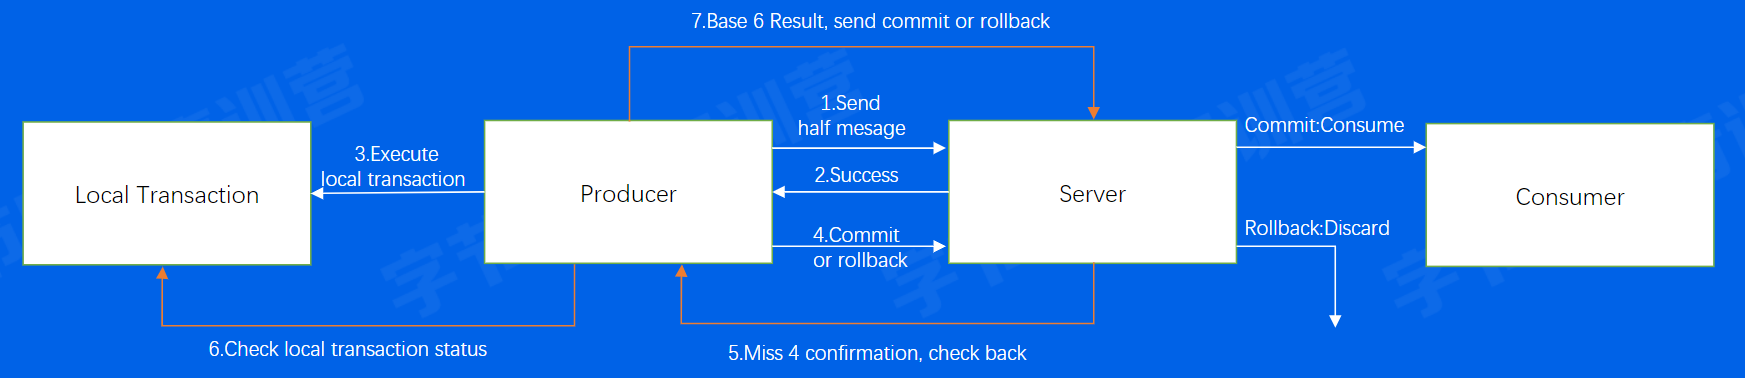 7.Base 6 Result, send commit or rollback
1.Send
half mesage
Commit:Consume
3.Execute
local transaction
2.Success
Local Transaction
Producer
Server
Consumer
4.Commit
or rollback
Rollback:Discard
6.Check local transaction status
5.Miss 4 confirmation, check back